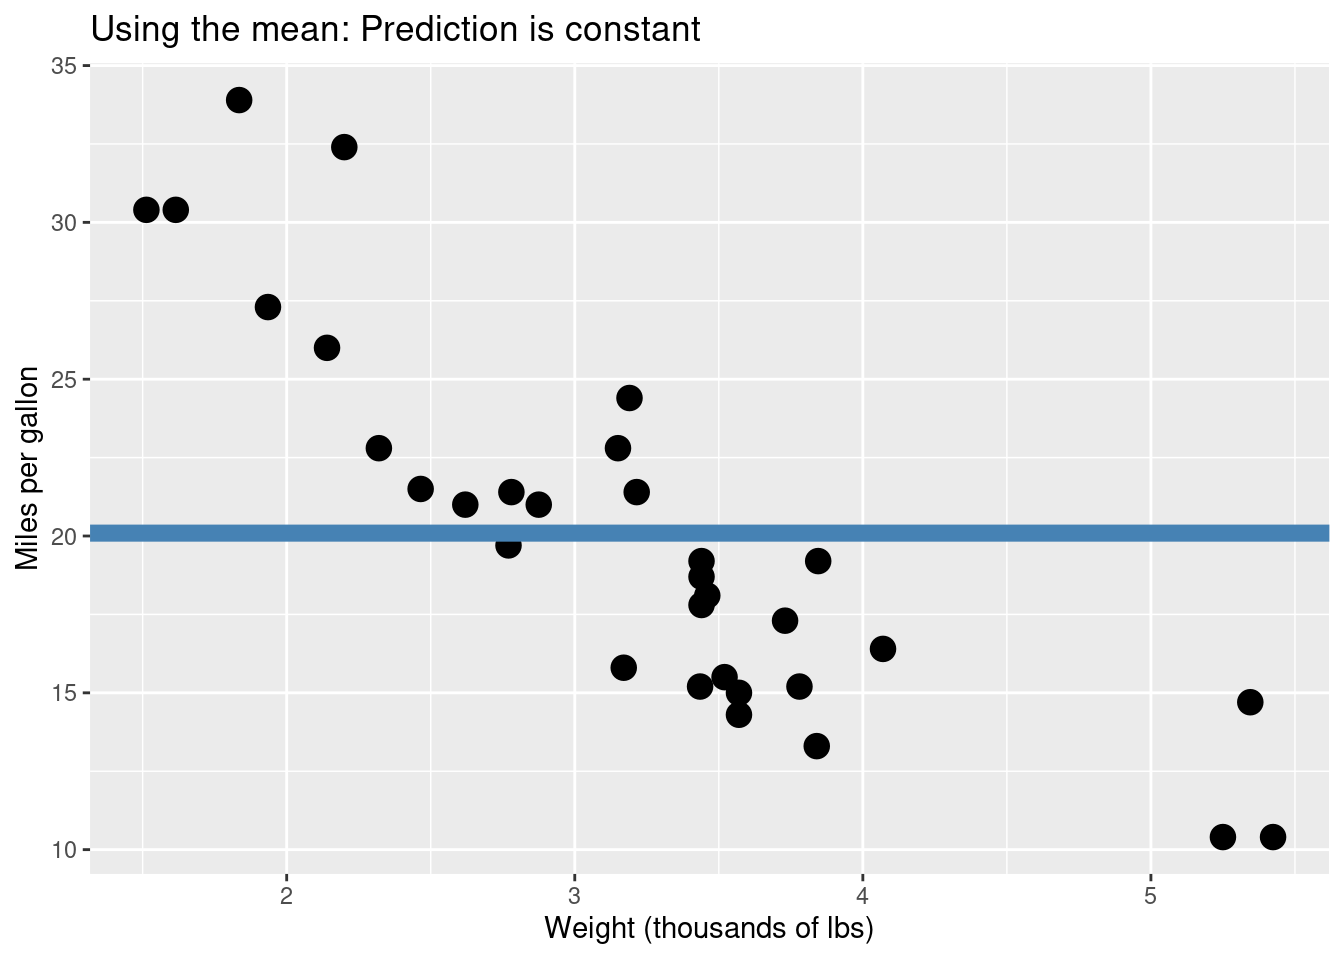 Using the mean: Prediction is constant
35
30
25
20
15
10
Miles per gallon
2 3 4 5
Weight (thousands of lbs)